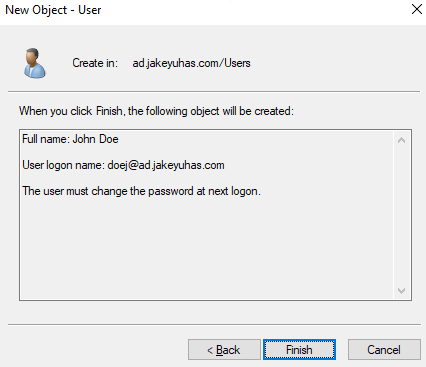 New Object - User
Create in: ad.jakeyuhas.com/Users
When you click Finish, the following object will be created:
Full name: John Doe
User logon name: doej@ad.jakeyuhas.com
The user must change the password at next logon.
< Back Finish Cancel